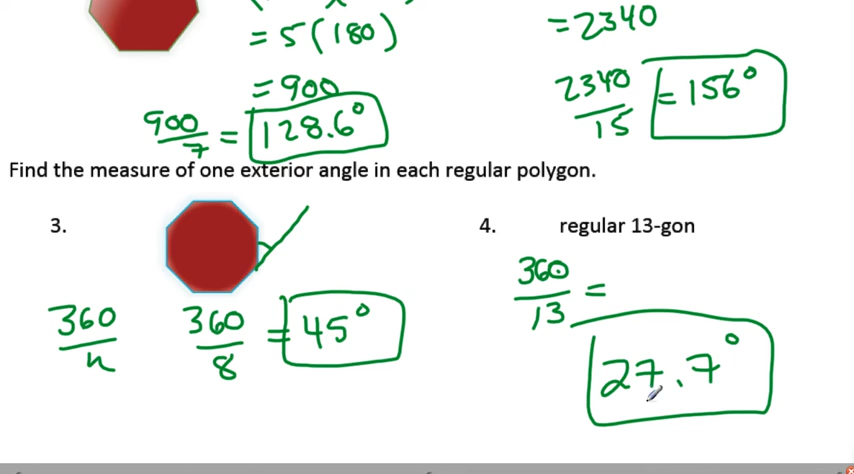 = 5 (180)
= 900
900/7 = 128.6°
= 2340
2340/15 = 156°
Find the measure of one exterior angle in each regular polygon.
3.
360/n 360/8 = 45°
4. regular 13-gon
360/13 =
27.7°